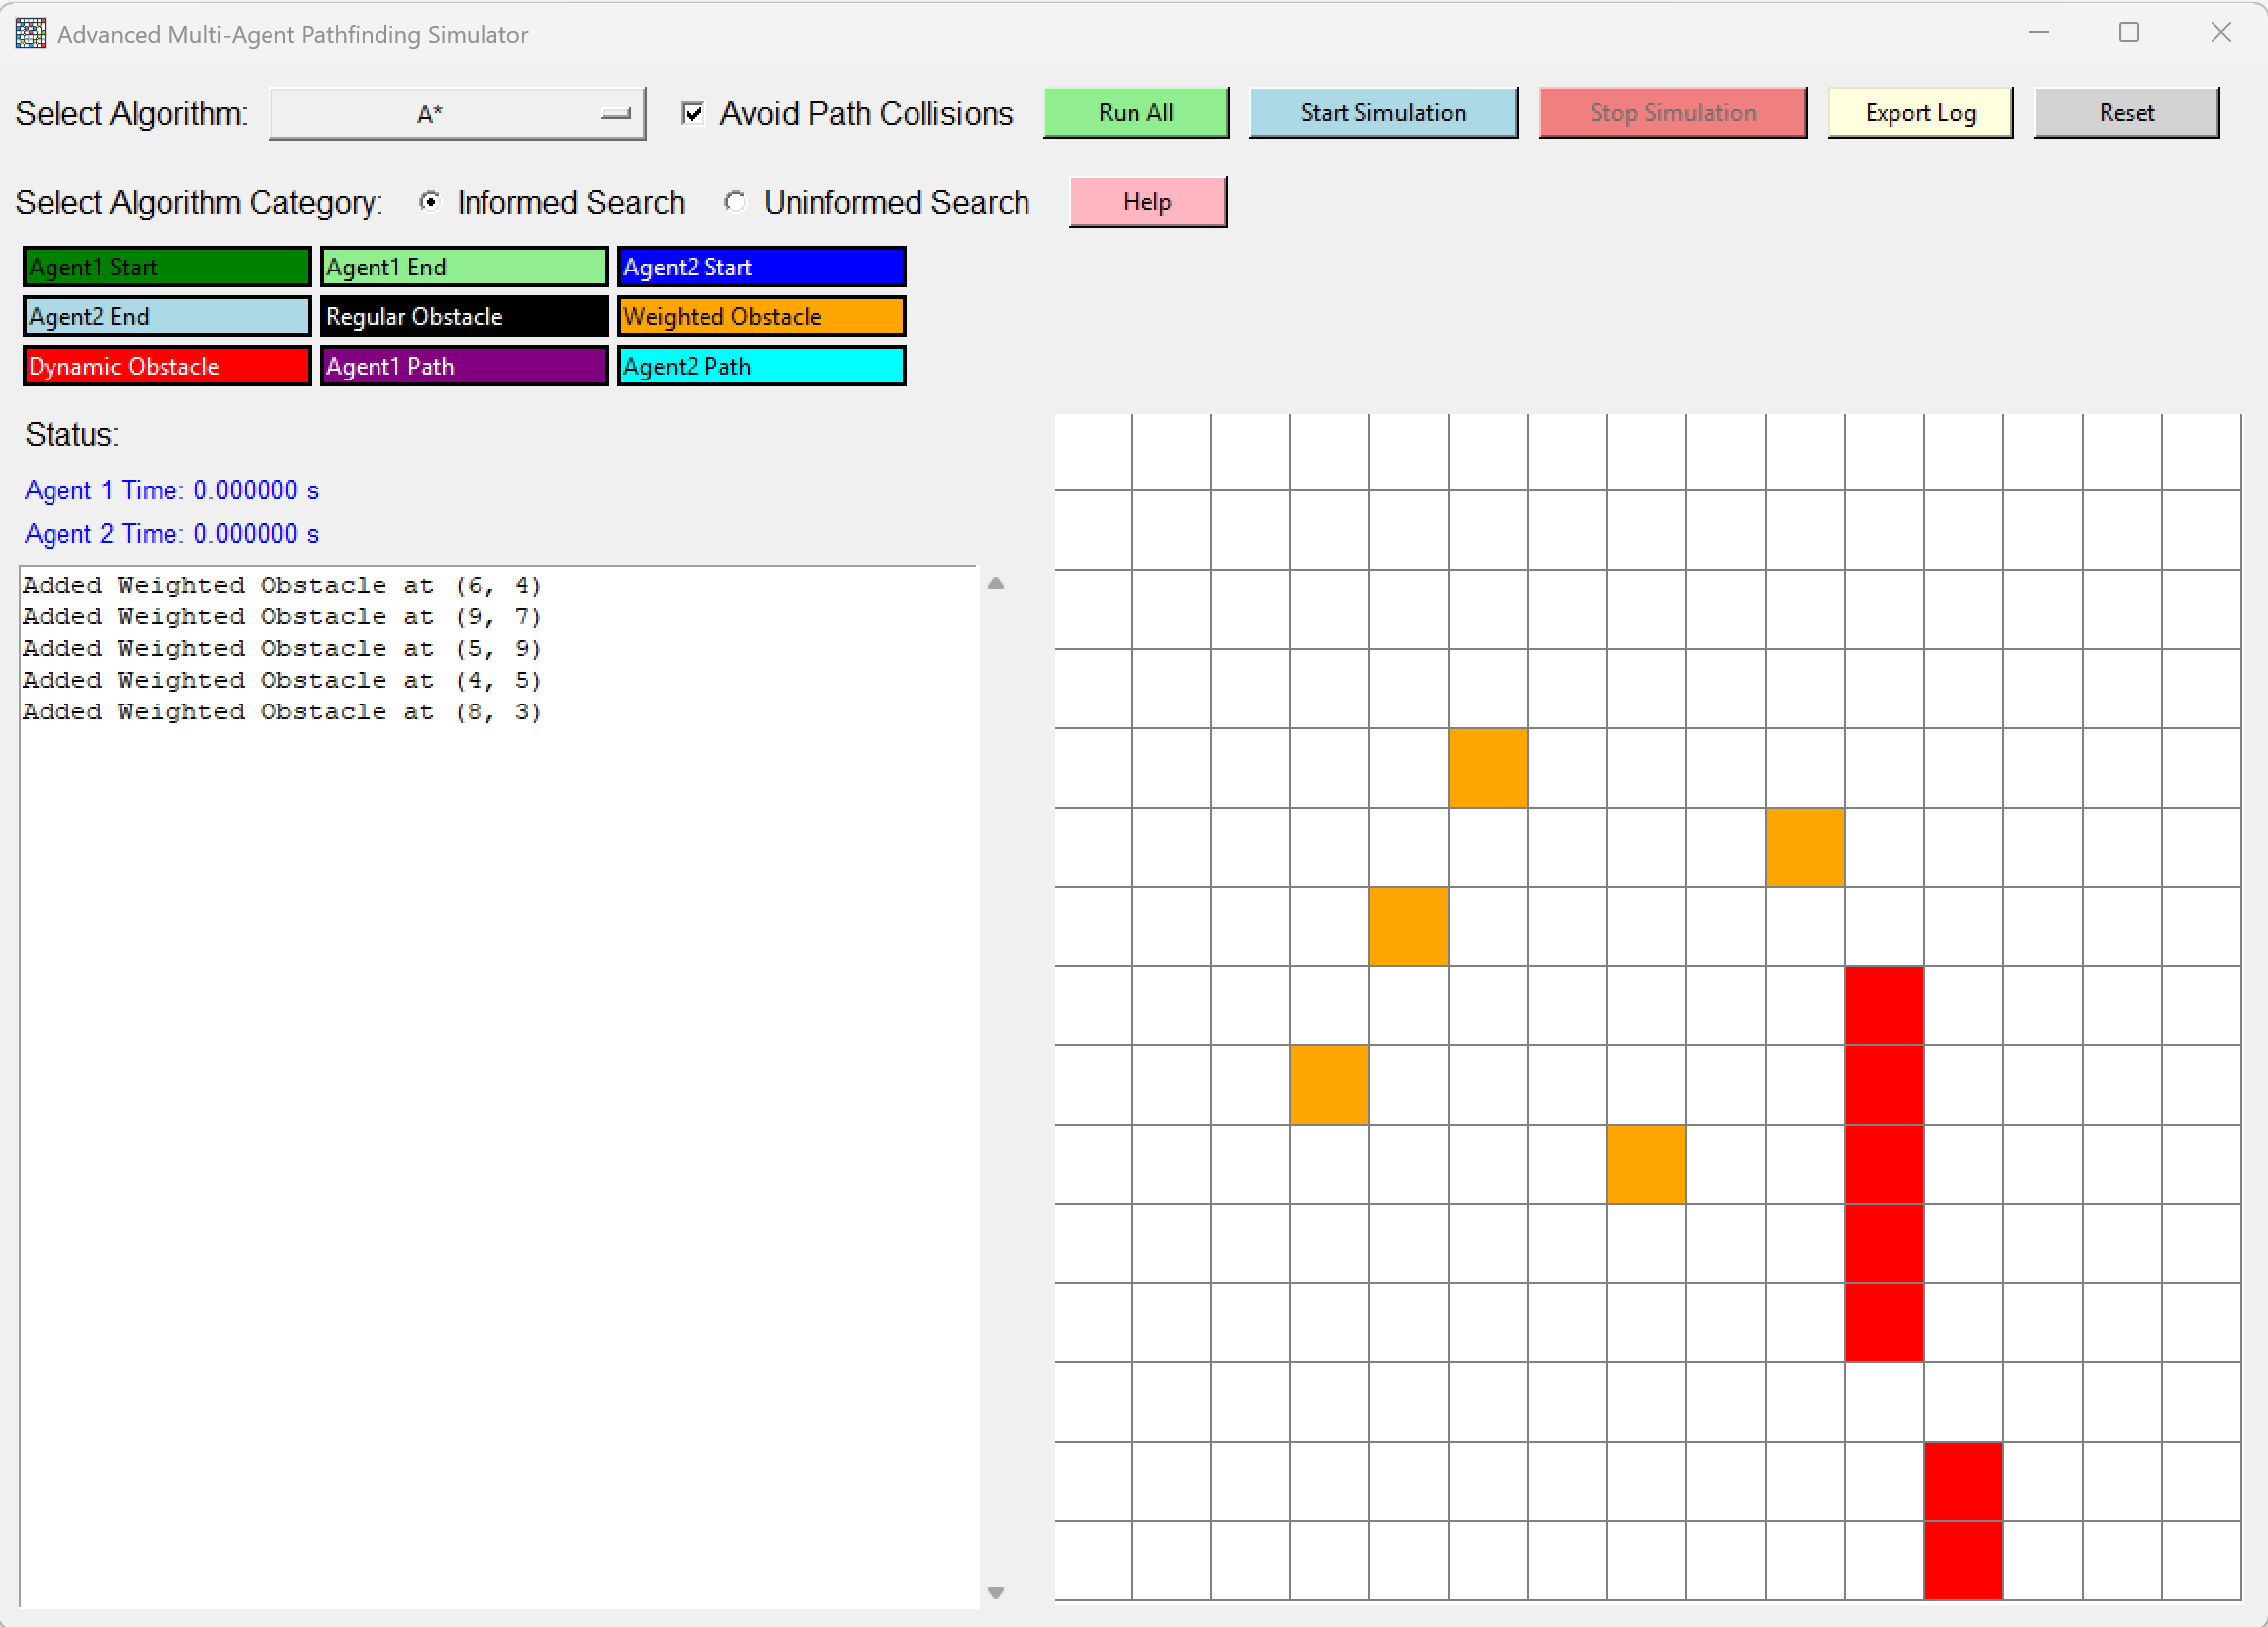 Advanced Multi-Agent Pathfinding Simulator
Select Algorithm: A* Avoid Path Collisions Run All Start Simulation Stop Simulation Export Log Reset
Select Algorithm Category: Informed Search Uninformed Search Help
Agent1 Start Agent1 End Agent2 Start
Agent2 End Regular Obstacle Weighted Obstacle
Dynamic Obstacle Agent1 Path Agent2 Path
Status:
Agent 1 Time: 0.000000 s
Agent 2 Time: 0.000000 s
Added Weighted Obstacle at (6, 4)
Added Weighted Obstacle at (9, 7)
Added Weighted Obstacle at (5, 9)
Added Weighted Obstacle at (4, 5)
Added Weighted Obstacle at (8, 3)